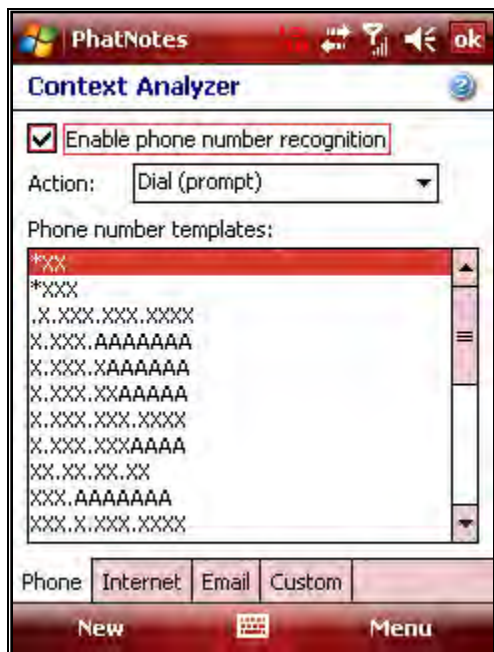 PhatNotes ok
Context Analyzer
Enable phone number recognition
Action: Dial (prompt)
Phone number templates:
*XX
*XXX
.X.XXX.XXX.XXXX
X.XXX.AAAAAAA
X.XXX.XAAAAAA
X.XXX.XXAAAAA
X.XXX.XXX.XXXX
X.XXX.XXXAAAA
XX.XX.XX.XX
XXX.AAAAAAA
XXX.X.XXX.XXXX
Phone Internet Email Custom
New Menu